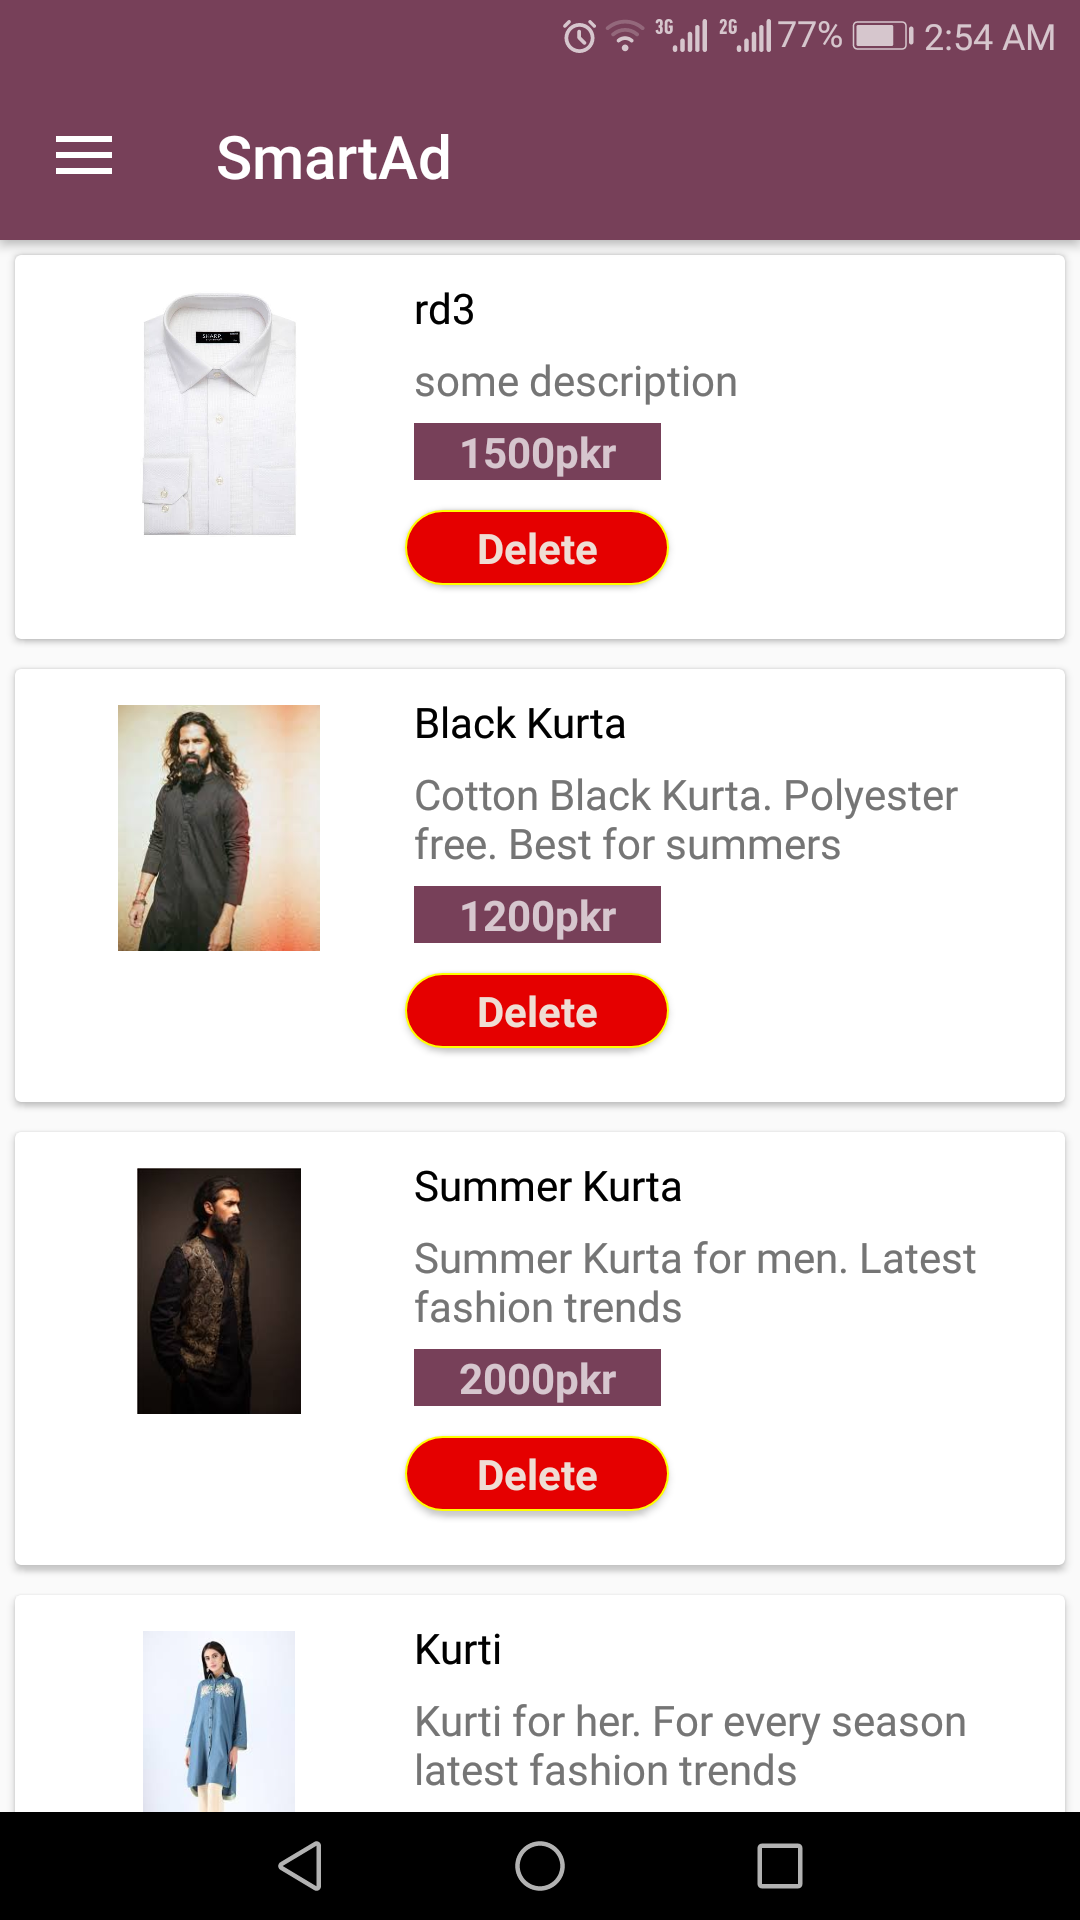 3G 2G 77% 2:54 AM
SmartAd
SHARP
rd3
some description
1500pkr
Delete
Black Kurta
Cotton Black Kurta. Polyester
free. Best for summers
1200pkr
Delete
Summer Kurta
Summer Kurta for men. Latest
fashion trends
2000pkr
Delete
Kurti
Kurti for her. For every season
latest fashion trends